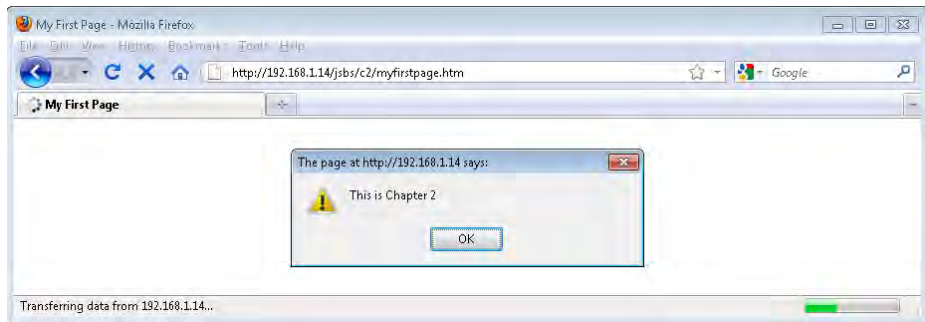 My First Page - Mozilla Firefox
File Edit View History Bookmarks Tools Help
http://192.168.1.14/jsbs/c2/myfirstpage.htm
Google
My First Page
The page at http://192.168.1.14 says:
This is Chapter 2
OK
Transferring data from 192.168.1.14...